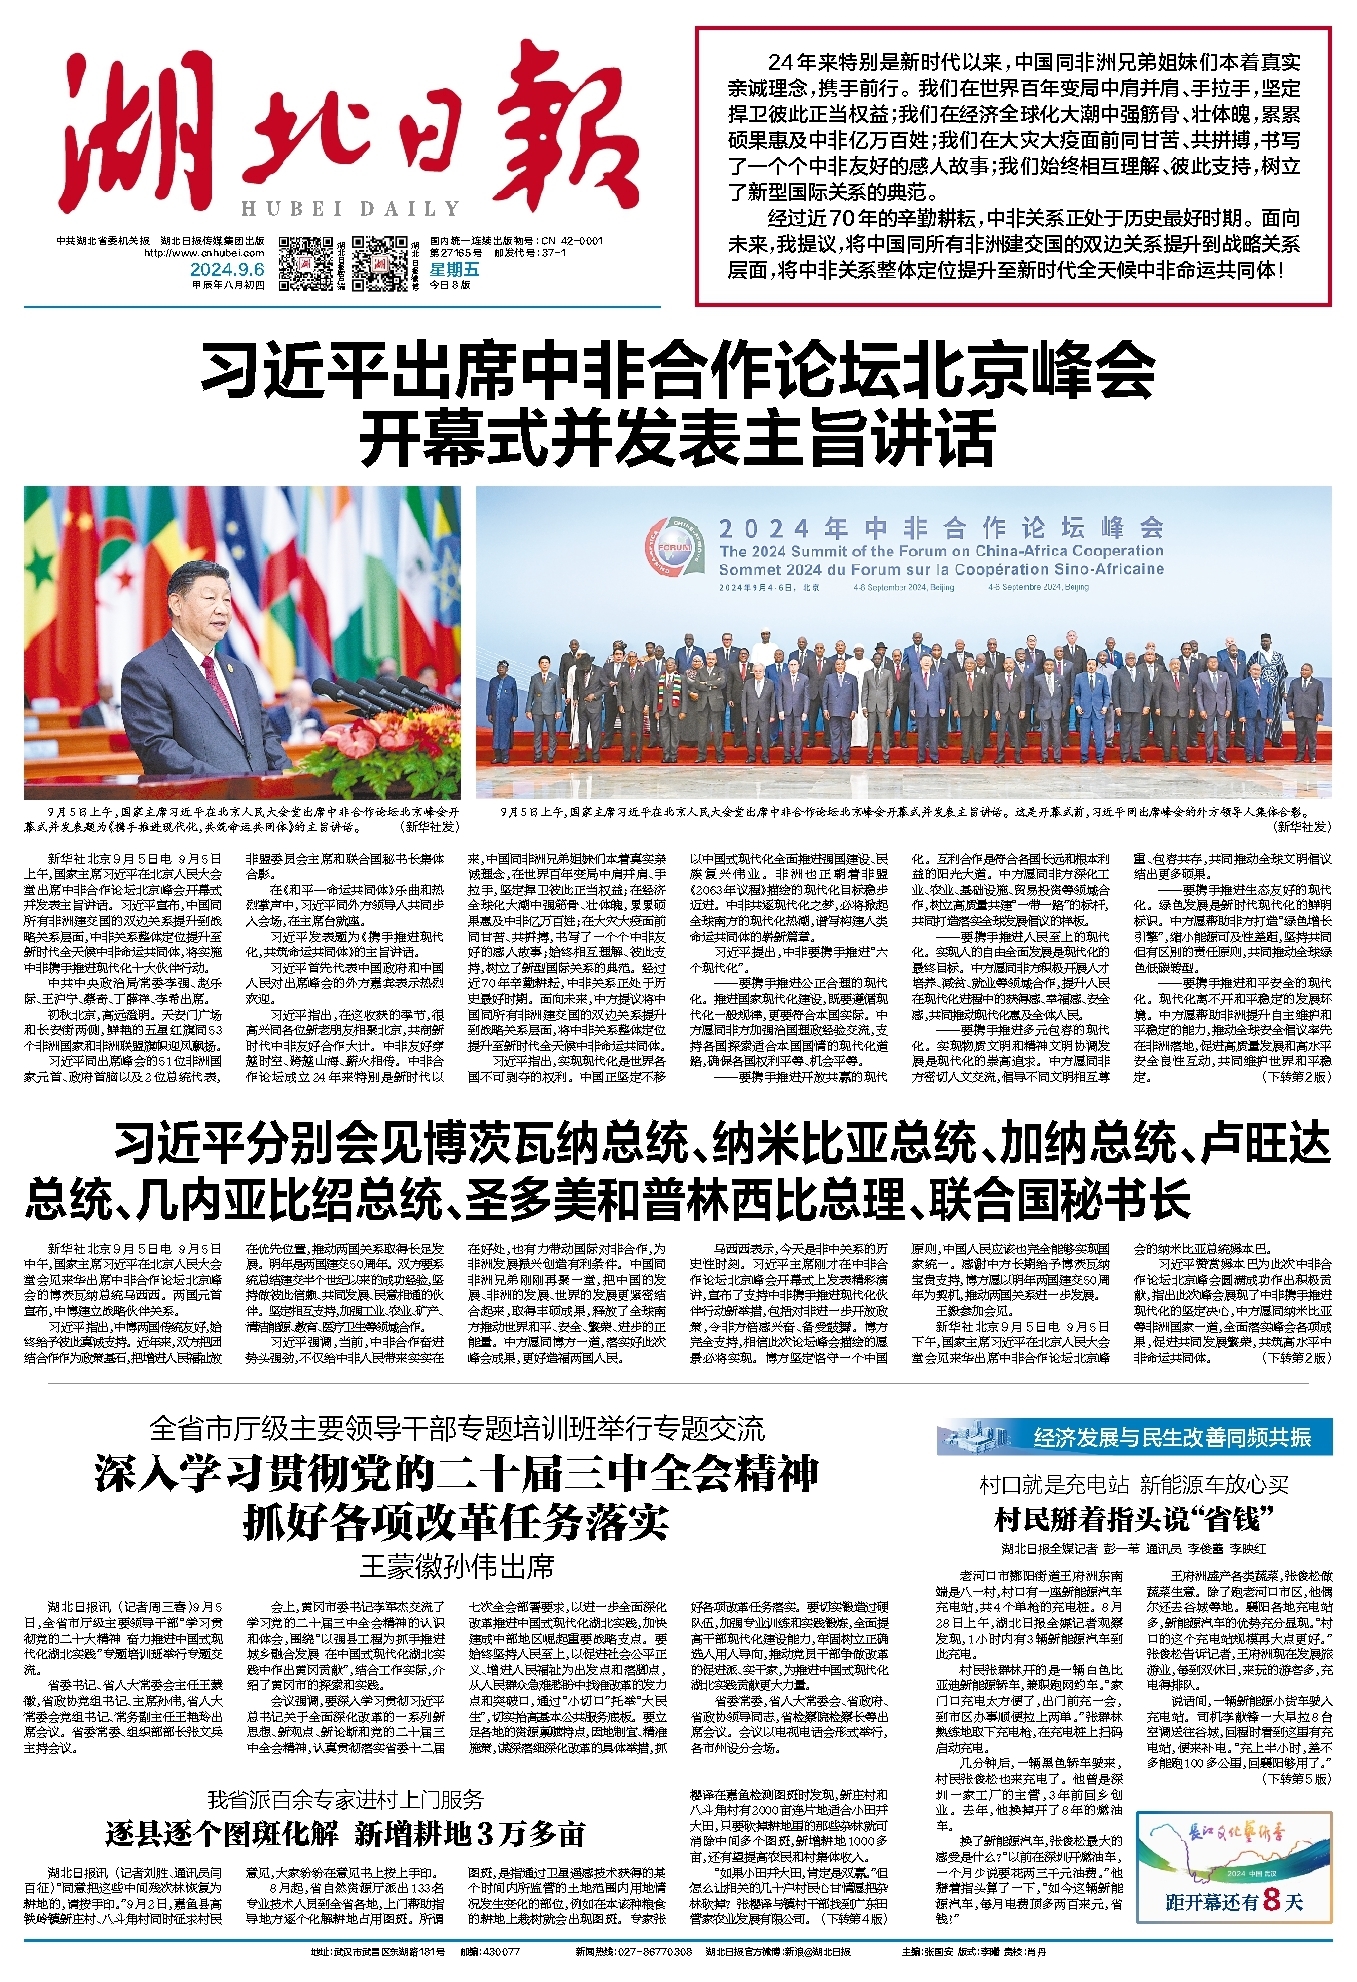 湖北日報
HUBEI DAILY
中共湖北省委机关报 湖北日报传媒集团出版
http://www.cnhubei.com
2024.9.6
甲辰年八月初四
国内统一连续出版物号:CN 42-0001
第27165号 邮发代号:37-1
星期五
今日8版
24年来特别是新时代以来,中国同非洲兄弟姐妹们本着真实
亲诚理念,携手前行。我们在世界百年变局中肩并肩、手拉手,坚定
捍卫彼此正当权益;我们在经济全球化大潮中强筋骨、壮体魄,累累
硕果惠及中非亿万百姓;我们在大灾大疫面前同甘苦、共拼搏,书写
了一个个中非友好的感人故事;我们始终相互理解、彼此支持,树立
了新型国际关系的典范。
经过近70年的辛勤耕耘,中非关系正处于历史最好时期。面向
未来,我提议,将中国同所有非洲建交国的双边关系提升到战略关系
层面,将中非关系整体定位提升至新时代全天候中非命运共同体!
习近平出席中非合作论坛北京峰会
开幕式并发表主旨讲话
2024年中非合作论坛峰会
The 2024 Summit of the Forum on China-Africa Cooperation
Sommet 2024 du Forum sur la Coopération Sino-Africaine
2024年9月4-6日,北京 4-6 September 2024, Beijing 4-6 Septembre 2024, Beijing
FORUM
9月5日上午,国家主席习近平在北京人民大会堂出席中非合作论坛北京峰会开
幕式并发表题为《携手推进现代化,共筑命运共同体》的主旨讲话。 (新华社发)
9月5日上午,国家主席习近平在北京人民大会堂出席中非合作论坛北京峰会开幕式并发表主旨讲话。这是开幕式前,习近平同出席峰会的外方领导人集体合影。
(新华社发)
新华社北京9月5日电 9月5日
上午,国家主席习近平在北京人民大会
堂出席中非合作论坛北京峰会开幕式
并发表主旨讲话。习近平宣布,中国同
所有非洲建交国的双边关系提升到战
略关系层面,中非关系整体定位提升至
新时代全天候中非命运共同体,将实施
中非携手推进现代化十大伙伴行动。
中共中央政治局常委李强、赵乐
际、王沪宁、蔡奇、丁薛祥、李希出席。
初秋北京,高远澄明。天安门广场
和长安街两侧,鲜艳的五星红旗同53
个非洲国家和非洲联盟旗帜迎风飘扬。
习近平同出席峰会的51位非洲国
家元首、政府首脑以及2位总统代表,
非盟委员会主席和联合国秘书长集体
合影。
在《和平—命运共同体》乐曲和热
烈掌声中,习近平同外方领导人共同步
入会场,在主席台就座。
习近平发表题为《携手推进现代
化,共筑命运共同体》的主旨讲话。
习近平首先代表中国政府和中国
人民对出席峰会的外方嘉宾表示热烈
欢迎。
习近平指出,在这收获的季节,很
高兴同各位新老朋友相聚北京,共商新
时代中非友好合作大计。中非友好穿
越时空、跨越山海、薪火相传。中非合
作论坛成立24年来特别是新时代以
来,中国同非洲兄弟姐妹们本着真实亲
诚理念,在世界百年变局中肩并肩、手
拉手,坚定捍卫彼此正当权益;在经济
全球化大潮中强筋骨、壮体魄,累累硕
果惠及中非亿万百姓;在大灾大疫面前
同甘苦、共拼搏,书写了一个个中非友
好的感人故事;始终相互理解、彼此支
持,树立了新型国际关系的典范。经过
近70年辛勤耕耘,中非关系正处于历
史最好时期。面向未来,中方提议将中
国同所有非洲建交国的双边关系提升
到战略关系层面,将中非关系整体定位
提升至新时代全天候中非命运共同体。
习近平指出,实现现代化是世界各
国不可剥夺的权利。中国正坚定不移
以中国式现代化全面推进强国建设、民
族复兴伟业。非洲也正朝着非盟
《2063年议程》描绘的现代化目标稳步
迈进。中非共逐现代化之梦,必将掀起
全球南方的现代化热潮,谱写构建人类
命运共同体的崭新篇章。
习近平提出,中非要携手推进“六
个现代化”。
——要携手推进公正合理的现代
化。推进国家现代化建设,既要遵循现
代化一般规律,更要符合本国实际。中
方愿同非方加强治国理政经验交流,支
持各国探索适合本国国情的现代化道
路,确保各国权利平等、机会平等。
——要携手推进开放共赢的现代
化。互利合作是符合各国长远和根本利
益的阳光大道。中方愿同非方深化工
业、农业、基础设施、贸易投资等领域合
作,树立高质量共建“一带一路”的标杆,
共同打造落实全球发展倡议的样板。
——要携手推进人民至上的现代
化。实现人的自由全面发展是现代化的
最终目标。中方愿同非方积极开展人才
培养、减贫、就业等领域合作,提升人民
在现代化进程中的获得感、幸福感、安全
感,共同推动现代化惠及全体人民。
——要携手推进多元包容的现代
化。实现物质文明和精神文明协调发
展是现代化的崇高追求。中方愿同非
方密切人文交流,倡导不同文明相互尊
重、包容共存,共同推动全球文明倡议
结出更多硕果。
——要携手推进生态友好的现代
化。绿色发展是新时代现代化的鲜明
标识。中方愿帮助非方打造“绿色增长
引擎”,缩小能源可及性差距,坚持共同
但有区别的责任原则,共同推动全球绿
色低碳转型。
——要携手推进和平安全的现代
化。现代化离不开和平稳定的发展环
境。中方愿帮助非洲提升自主维护和
平稳定的能力,推动全球安全倡议率先
在非洲落地,促进高质量发展和高水平
安全良性互动,共同维护世界和平稳
定。 (下转第2版)
习近平分别会见博茨瓦纳总统、纳米比亚总统、加纳总统、卢旺达
总统、几内亚比绍总统、圣多美和普林西比总理、联合国秘书长
新华社北京9月5日电 9月5日
中午,国家主席习近平在北京人民大会
堂会见来华出席中非合作论坛北京峰
会的博茨瓦纳总统马西西。两国元首
宣布,中博建立战略伙伴关系。
习近平指出,中博两国传统友好,始
终给予彼此真诚支持。近年来,双方把团
结合作作为政策基石,把增进人民福祉放
在优先位置,推动两国关系取得长足发
展。明年是两国建交50周年。双方要系
统总结建交半个世纪以来的成功经验,坚
持做彼此信赖、共同发展、民意相通的伙
伴。坚定相互支持,加强工业、农业、矿产、
清洁能源、教育、医疗卫生等领域合作。
习近平强调,当前,中非合作奋进
势头强劲,不仅给中非人民带来实实在
在好处,也有力带动国际对非合作,为
非洲发展振兴创造有利条件。中国同
非洲兄弟刚刚再聚一堂,把中国的发
展、非洲的发展、世界的发展更紧密结
合起来,取得丰硕成果,释放了全球南
方推动世界和平、安全、繁荣、进步的正
能量。中方愿同博方一道,落实好此次
峰会成果,更好造福两国人民。
马西西表示,今天是非中关系的历
史性时刻。习近平主席刚才在中非合
作论坛北京峰会开幕式上发表精彩演
讲,宣布了支持中非携手推进现代化伙
伴行动新举措,包括对非进一步开放政
策,令非方倍感兴奋、备受鼓舞。博方
完全支持,相信此次论坛峰会描绘的愿
景必将实现。博方坚定恪守一个中国
原则,中国人民应该也完全能够实现国
家统一。感谢中方长期给予博茨瓦纳
宝贵支持,博方愿以明年两国建交50周
年为契机,推动两国关系进一步发展。
王毅参加会见。
新华社北京9月5日电 9月5日
下午,国家主席习近平在北京人民大会
堂会见来华出席中非合作论坛北京峰
会的纳米比亚总统姆本巴。
习近平赞赏姆本巴为此次中非合
作论坛北京峰会圆满成功作出积极贡
献,指出此次峰会展现了中非携手推进
现代化的坚定决心,中方愿同纳米比亚
等非洲国家一道,全面落实峰会各项成
果,促进共同发展繁荣,共筑高水平中
非命运共同体。 (下转第2版)
全省市厅级主要领导干部专题培训班举行专题交流
深入学习贯彻党的二十届三中全会精神
抓好各项改革任务落实
王蒙徽孙伟出席
湖北日报讯 (记者周三春)9月5
日,全省市厅级主要领导干部“学习贯
彻党的二十大精神 奋力推进中国式现
代化湖北实践”专题培训班举行专题交
流。
省委书记、省人大常委会主任王蒙
徽,省政协党组书记、主席孙伟,省人大
常委会党组书记、常务副主任王艳玲出
席会议。省委常委、组织部部长张文兵
主持会议。
会上,黄冈市委书记李军杰交流了
学习党的二十届三中全会精神的认识
和体会,围绕“以强县工程为抓手推进
城乡融合发展 在中国式现代化湖北实
践中作出黄冈贡献”,结合工作实际,介
绍了黄冈市的探索和实践。
会议强调,要深入学习贯彻习近平
总书记关于全面深化改革的一系列新
思想、新观点、新论断和党的二十届三
中全会精神,认真贯彻落实省委十二届
七次全会部署要求,以进一步全面深化
改革推进中国式现代化湖北实践,加快
建成中部地区崛起重要战略支点。要
始终坚持人民至上,以促进社会公平正
义、增进人民福祉为出发点和落脚点,
从人民群众急难愁盼中找准改革的发力
点和突破口,通过“小切口”托举“大民
生”,切实抬高基本公共服务底板。要立
足各地的资源禀赋特点,因地制宜、精准
施策,谋深落细深化改革的具体举措,抓
好各项改革任务落实。要切实锻造过硬
队伍,加强专业训练和实践锻炼,全面提
高干部现代化建设能力,牢固树立正确
选人用人导向,推动党员干部争做改革
的促进派、实干家,为推进中国式现代化
湖北实践贡献更大力量。
省委常委,省人大常委会、省政府、
省政协领导同志,省检察院检察长等出
席会议。会议以电视电话会形式举行,
各市州设分会场。
我省派百余专家进村上门服务
逐县逐个图斑化解 新增耕地3万多亩
湖北日报讯 (记者刘胜、通讯员闫
百征)“同意把这些中间残次林恢复为
耕地的,请按手印。”9月2日,嘉鱼县高
铁岭镇新庄村、八斗角村同时征求村民
意见,大家纷纷在意见书上按上手印。
8月起,省自然资源厅派出133名
专业技术人员到全省各地,上门帮助指
导地方逐个化解耕地占用图斑。所谓
图斑,是指通过卫星遥感技术获得的某
个时间内所监管的土地范围内用地情
况发生变化的部位,例如在本该种粮食
的耕地上栽树就会出现图斑。专家张
樱译在嘉鱼检测图斑时发现,新庄村和
八斗角村有2000亩连片地适合小田并
大田,只要砍掉耕地里的那些杂林就可
消除中间多个图斑,新增耕地1000多
亩,还有望提高农民和村集体收入。
“如果小田并大田,肯定是双赢。”但
怎么让相关的几十户村民心甘情愿把杂
林砍掉?张樱译与镇村干部找到广东田
管家农业发展有限公司。(下转第4版)
经济发展与民生改善同频共振
村口就是充电站 新能源车放心买
村民掰着指头说“省钱”
湖北日报全媒记者 彭一苇 通讯员 李俊鑫 李映红
老河口市酂阳街道王府洲东南
端是八一村,村口有一座新能源汽车
充电站,共4个单枪的充电桩。8月
28日上午,湖北日报全媒记者观察
发现,1小时内有3辆新能源汽车到
此充电。
村民张群林开的是一辆白色比
亚迪新能源轿车,兼职跑网约车。“家
门口充电太方便了,出门前充一会,
到市区办事顺便拉上两单。”张群林
熟练地取下充电枪,在充电桩上扫码
启动充电。
几分钟后,一辆黑色轿车驶来,
村民张俊松也来充电了。他曾是深
圳一家工厂的主管,3年前回乡创
业。去年,他换掉开了8年的燃油
车。
换了新能源汽车,张俊松最大的
感受是什么?“以前在深圳开燃油车,
一个月少说要花两三千元油费。”他
掰着指头算了一下,“如今这辆新能
源汽车,每月电费顶多两百来元,省
钱!”
王府洲盛产各类蔬菜,张俊松做
蔬菜生意。除了跑老河口市区,他偶
尔还去谷城等地。襄阳各地充电站
多,新能源汽车的优势充分显现。“村
口的这个充电站规模再大点更好。”
张俊松告诉记者,王府洲现在发展旅
游业,每到双休日,来玩的游客多,充
电得排队。
说话间,一辆新能源小货车驶入
充电站。司机李献锋一大早拉8台
空调送往谷城,回程时看到这里有充
电站,便来补电。“充上半小时,差不
多能跑100多公里,回襄阳够用了。”
(下转第5版)
长江文化艺术季
2024 中国 武汉
距开幕还有8天
地址:武汉市武昌区东湖路181号 邮编:430077 新闻热线:027-86770308 湖北日报官方微博:新浪@湖北日报 主编:张国安 版式:李曙 责校:肖丹